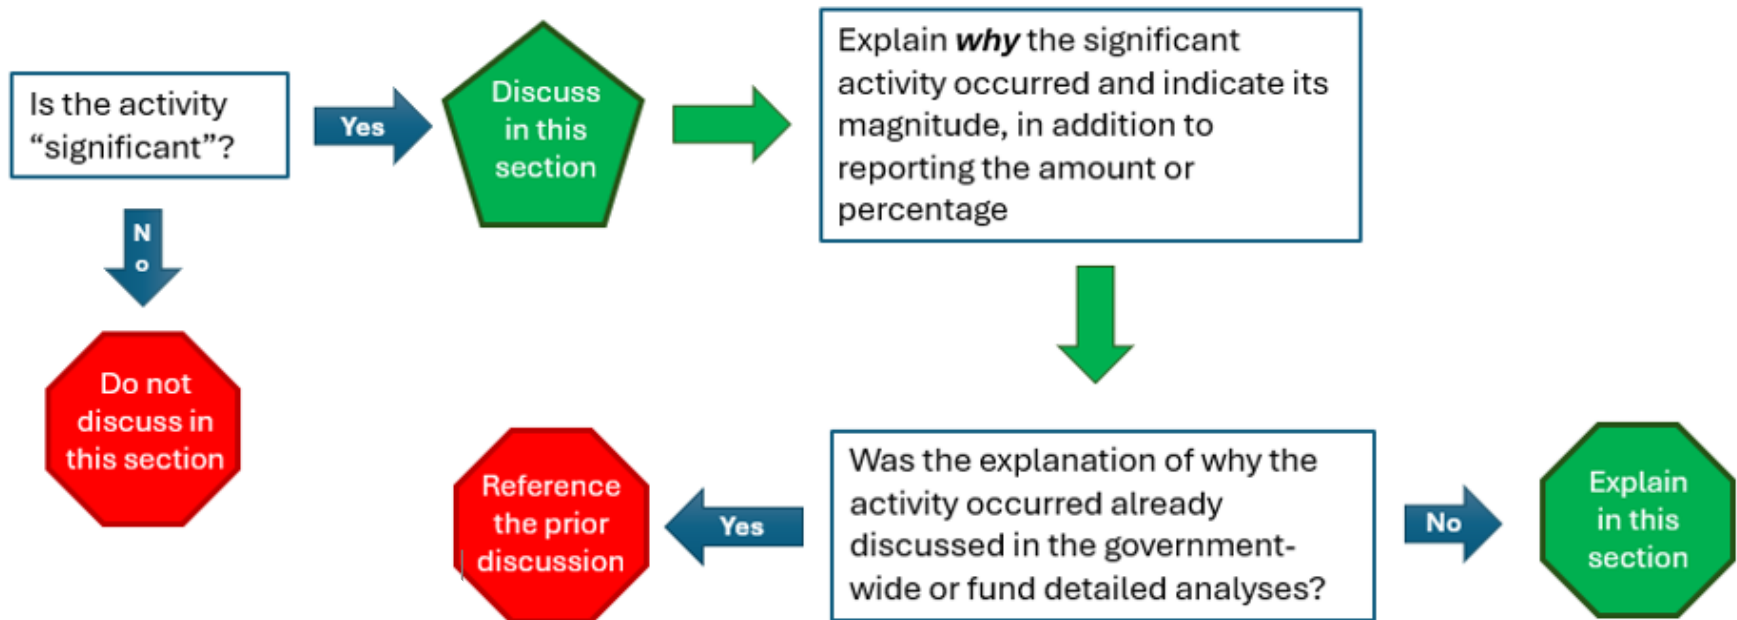 Is the activity
“significant”?
Yes
Discuss
in this
section
Explain why the significant
activity occurred and indicate its
magnitude, in addition to
reporting the amount or
percentage
N
o
Do not
discuss in
this section
Was the explanation of why the
activity occurred already
discussed in the government-
wide or fund detailed analyses?
Yes
Reference
the prior
discussion
No
Explain
in this
section